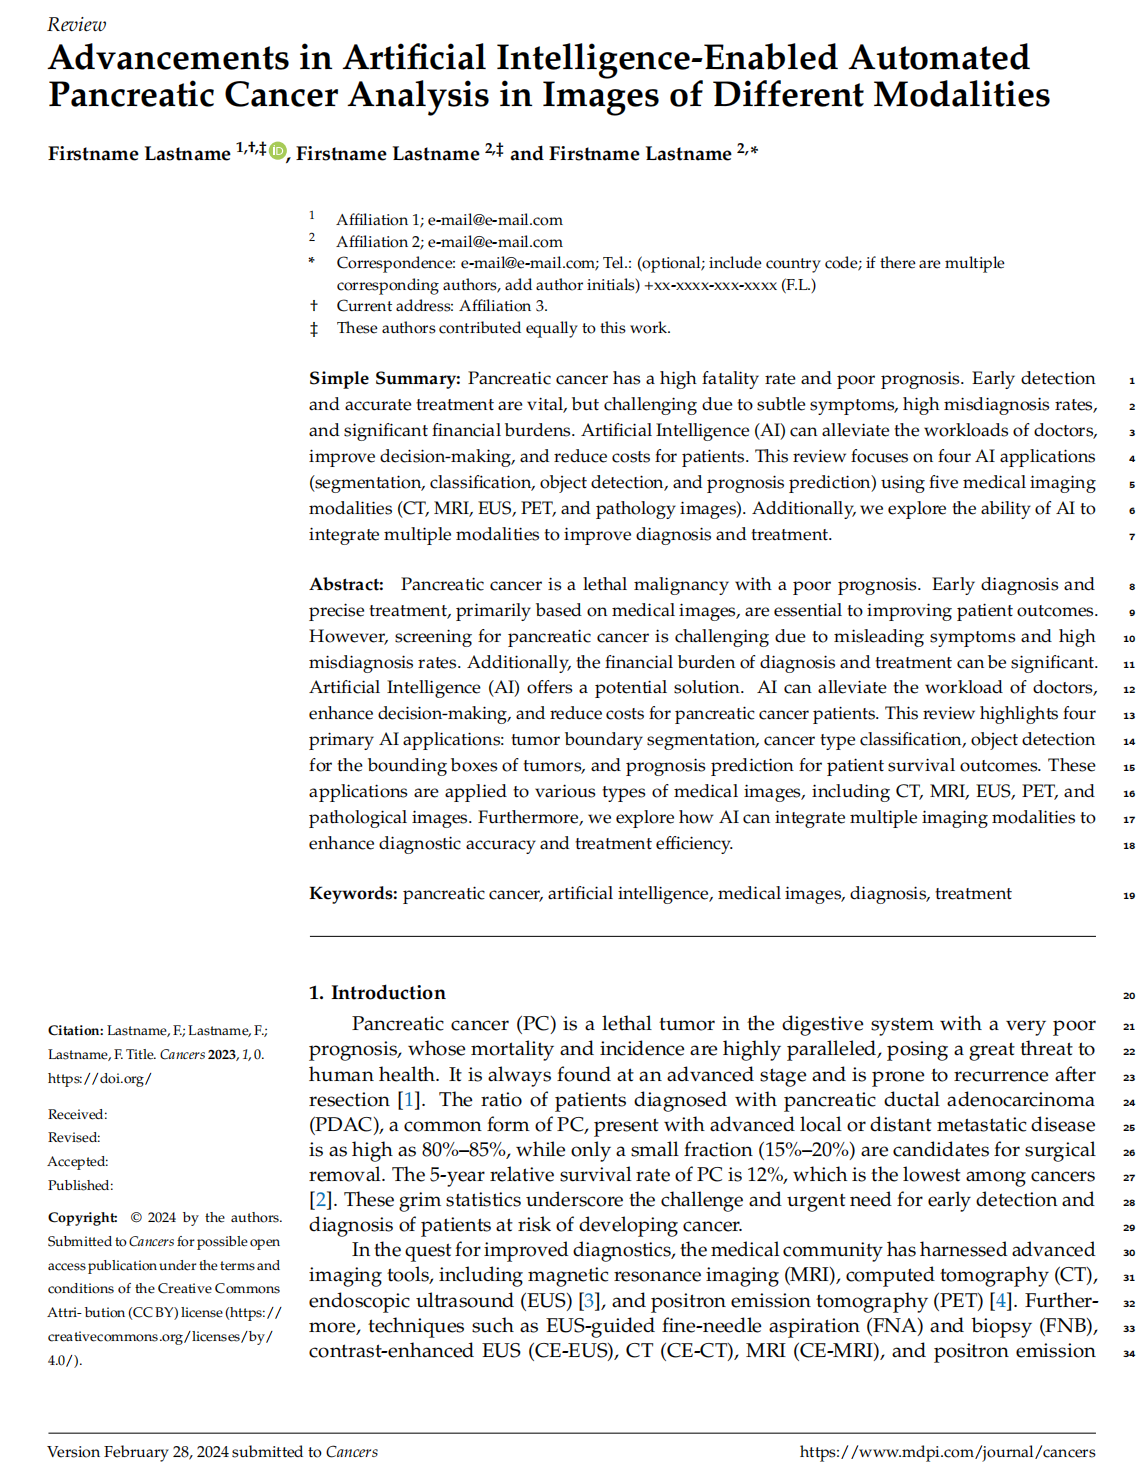 Review
Advancements in Artificial Intelligence-Enabled Automated
Pancreatic Cancer Analysis in Images of Different Modalities
Firstname Lastname 1,†,‡ iD, Firstname Lastname 2,‡ and Firstname Lastname 2,*
1 Affiliation 1; e-mail@e-mail.com
2 Affiliation 2; e-mail@e-mail.com
* Correspondence: e-mail@e-mail.com; Tel.: (optional; include country code; if there are multiple
corresponding authors, add author initials) +xx-xxxx-xxx-xxxx (F.L.)
† Current address: Affiliation 3.
‡ These authors contributed equally to this work.
Simple Summary: Pancreatic cancer has a high fatality rate and poor prognosis. Early detection 1
and accurate treatment are vital, but challenging due to subtle symptoms, high misdiagnosis rates, 2
and significant financial burdens. Artificial Intelligence (AI) can alleviate the workloads of doctors, 3
improve decision-making, and reduce costs for patients. This review focuses on four AI applications 4
(segmentation, classification, object detection, and prognosis prediction) using five medical imaging 5
modalities (CT, MRI, EUS, PET, and pathology images). Additionally, we explore the ability of AI to 6
integrate multiple modalities to improve diagnosis and treatment. 7
Abstract: Pancreatic cancer is a lethal malignancy with a poor prognosis. Early diagnosis and 8
precise treatment, primarily based on medical images, are essential to improving patient outcomes. 9
However, screening for pancreatic cancer is challenging due to misleading symptoms and high 10
misdiagnosis rates. Additionally, the financial burden of diagnosis and treatment can be significant. 11
Artificial Intelligence (AI) offers a potential solution. AI can alleviate the workload of doctors, 12
enhance decision-making, and reduce costs for pancreatic cancer patients. This review highlights four 13
primary AI applications: tumor boundary segmentation, cancer type classification, object detection 14
for the bounding boxes of tumors, and prognosis prediction for patient survival outcomes. These 15
applications are applied to various types of medical images, including CT, MRI, EUS, PET, and 16
pathological images. Furthermore, we explore how AI can integrate multiple imaging modalities to 17
enhance diagnostic accuracy and treatment efficiency. 18
Keywords: pancreatic cancer, artificial intelligence, medical images, diagnosis, treatment 19
1. Introduction 20
Pancreatic cancer (PC) is a lethal tumor in the digestive system with a very poor 21
prognosis, whose mortality and incidence are highly paralleled, posing a great threat to 22
human health. It is always found at an advanced stage and is prone to recurrence after 23
resection [1]. The ratio of patients diagnosed with pancreatic ductal adenocarcinoma 24
(PDAC), a common form of PC, present with advanced local or distant metastatic disease 25
is as high as 80%–85%, while only a small fraction (15%–20%) are candidates for surgical 26
removal. The 5-year relative survival rate of PC is 12%, which is the lowest among cancers 27
[2]. These grim statistics underscore the challenge and urgent need for early detection and 28
diagnosis of patients at risk of developing cancer. 29
In the quest for improved diagnostics, the medical community has harnessed advanced 30
imaging tools, including magnetic resonance imaging (MRI), computed tomography (CT), 31
endoscopic ultrasound (EUS) [3], and positron emission tomography (PET) [4]. Further- 32
more, techniques such as EUS-guided fine-needle aspiration (FNA) and biopsy (FNB), 33
contrast-enhanced EUS (CE-EUS), CT (CE-CT), MRI (CE-MRI), and positron emission 34
Citation: Lastname, F.; Lastname, F.;
Lastname, F. Title. Cancers 2023, 1, 0.
https://doi.org/
Received:
Revised:
Accepted:
Published:
Copyright: © 2024 by the authors.
Submitted to Cancers for possible open
access publication under the terms and
conditions of the Creative Commons
Attri- bution (CC BY) license (https://
creativecommons.org/licenses/by/
4.0/).
Version February 28, 2024 submitted to Cancers
https://www.mdpi.com/journal/cancers